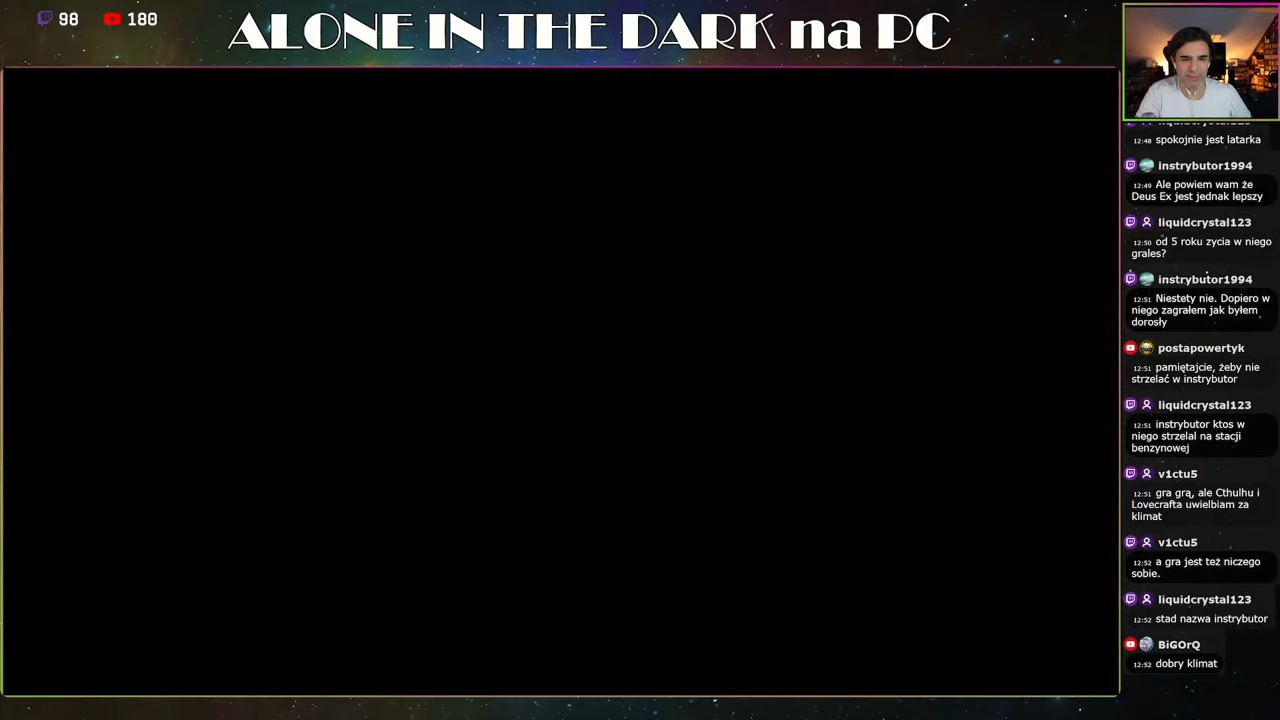 98
180
ALONE IN THE DARK na PC
12:48 spokojnie jest latarka
instrybutor1994
12:49 Ale powiem wam że
Deus Ex jest jednak lepszy
liquidcrystal123
12:50 od 5 roku zycia w niego
grales?
instrybutor1994
12:51 Niestety nie. Dopiero w
niego zagrałem jak byłem
dorosły
postapowertyk
12:51 pamiętajcie, żeby nie
strzelać w instrybutor
liquidcrystal123
12:51 instrybutor ktos w
niego strzelal na stacji
benzynowej
v1ctu5
12:51 gra grą, ale Cthulhu i
Lovecrafta uwielbiam za
klimat
v1ctu5
12:52 a gra jest też niczego
sobie.
liquidcrystal123
12:52 stad nazwa instrybutor
BiGOrQ
12:52 dobry klimat